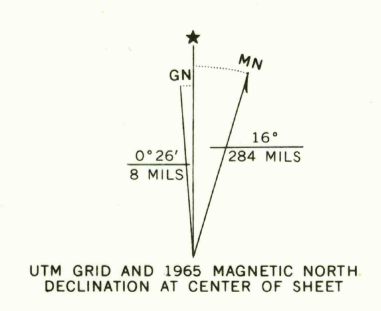 ★
MN
GN
16°
0°26'
284 MILS
8 MILS
UTM GRID AND 1965 MAGNETIC NORTH
DECLINATION AT CENTER OF SHEET